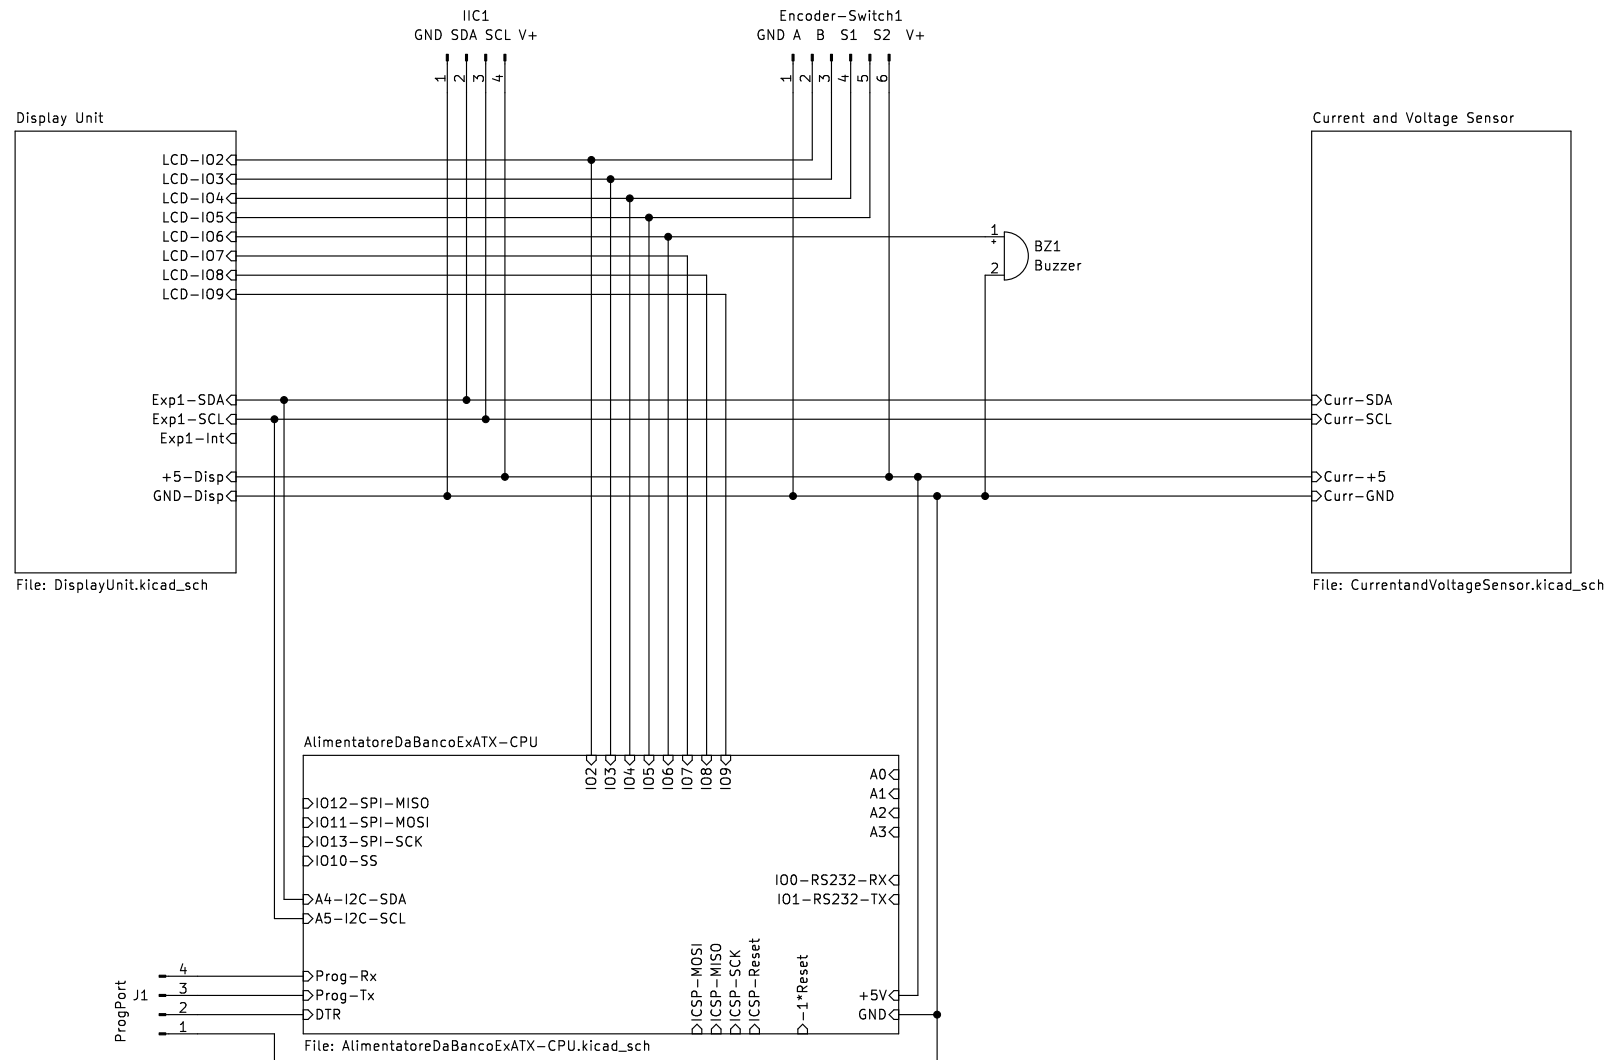 IIC1
GND SDA SCL V+
1
2
3
4
Encoder-Switch1
GND A B S1 S2 V+
1
2
3
4
5
6
Display Unit
LCD-IO2
LCD-IO3
LCD-IO4
LCD-IO5
LCD-IO6
LCD-IO7
LCD-IO8
LCD-IO9
Exp1-SDA
Exp1-SCL
Exp1-Int
+5-Disp
GND-Disp
File: DisplayUnit.kicad_sch
1
+
2
BZ1
Buzzer
Current and Voltage Sensor
Curr-SDA
Curr-SCL
Curr-+5
Curr-GND
File: CurrentandVoltageSensor.kicad_sch
AlimentatoreDaBancoExATX-CPU
IO2
IO3
IO4
IO5
IO6
IO7
IO8
IO9
IO12-SPI-MISO
IO11-SPI-MOSI
IO13-SPI-SCK
IO10-SS
A4-I2C-SDA
A5-I2C-SCL
Prog-Rx
Prog-Tx
DTR
A0
A1
A2
A3
IO0-RS232-RX
IO1-RS232-TX
+5V
GND
ICSP-MOSI
ICSP-MISO
ICSP-SCK
ICSP-Reset
-1*Reset
ProgPort
J1
4
3
2
1
File: AlimentatoreDaBancoExATX-CPU.kicad_sch